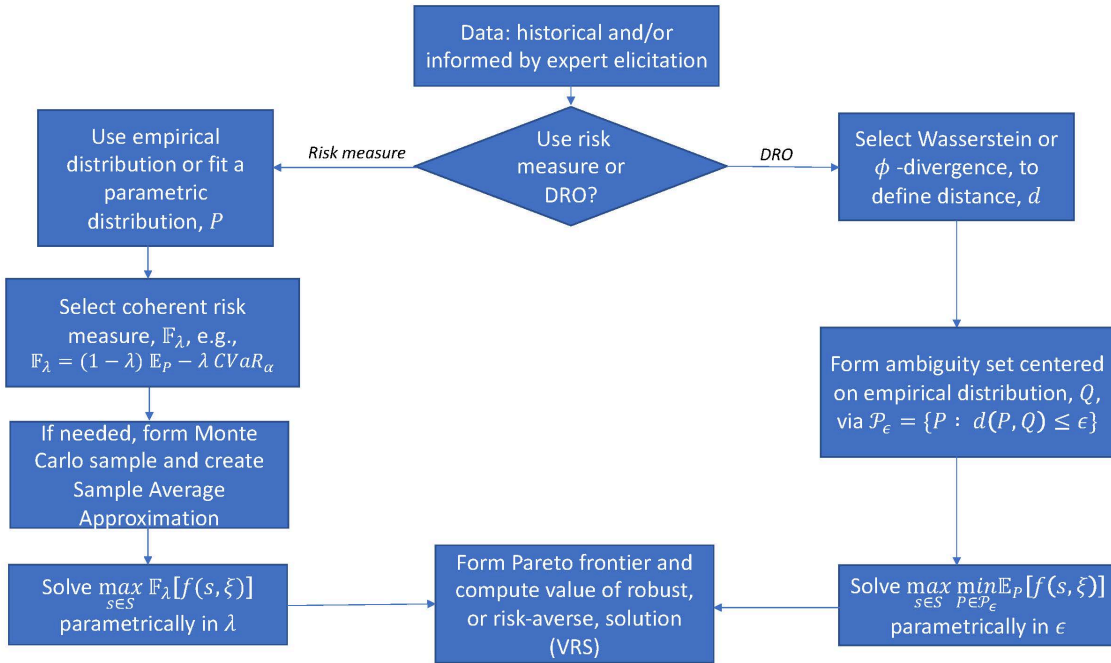 Data: historical and/or
informed by expert elicitation
Use risk
measure or
DRO?
Risk measure
DRO
Use empirical
distribution or fit a
parametric
distribution, P
Select coherent risk
measure, 𝔽_λ, e.g.,
𝔽_λ = (1 − λ) 𝔼_P − λ CVaR_α
If needed, form Monte
Carlo sample and create
Sample Average
Approximation
Solve max_{s∈S} 𝔽_λ[f(s, ξ)]
parametrically in λ
Select Wasserstein or
ϕ -divergence, to
define distance, d
Form ambiguity set centered
on empirical distribution, Q,
via 𝒫_ϵ = {P : d(P, Q) ≤ ϵ}
Solve max_{s∈S} min_{P∈𝒫_ϵ} 𝔼_P[f(s, ξ)]
parametrically in ϵ
Form Pareto frontier and
compute value of robust,
or risk-averse, solution
(VRS)